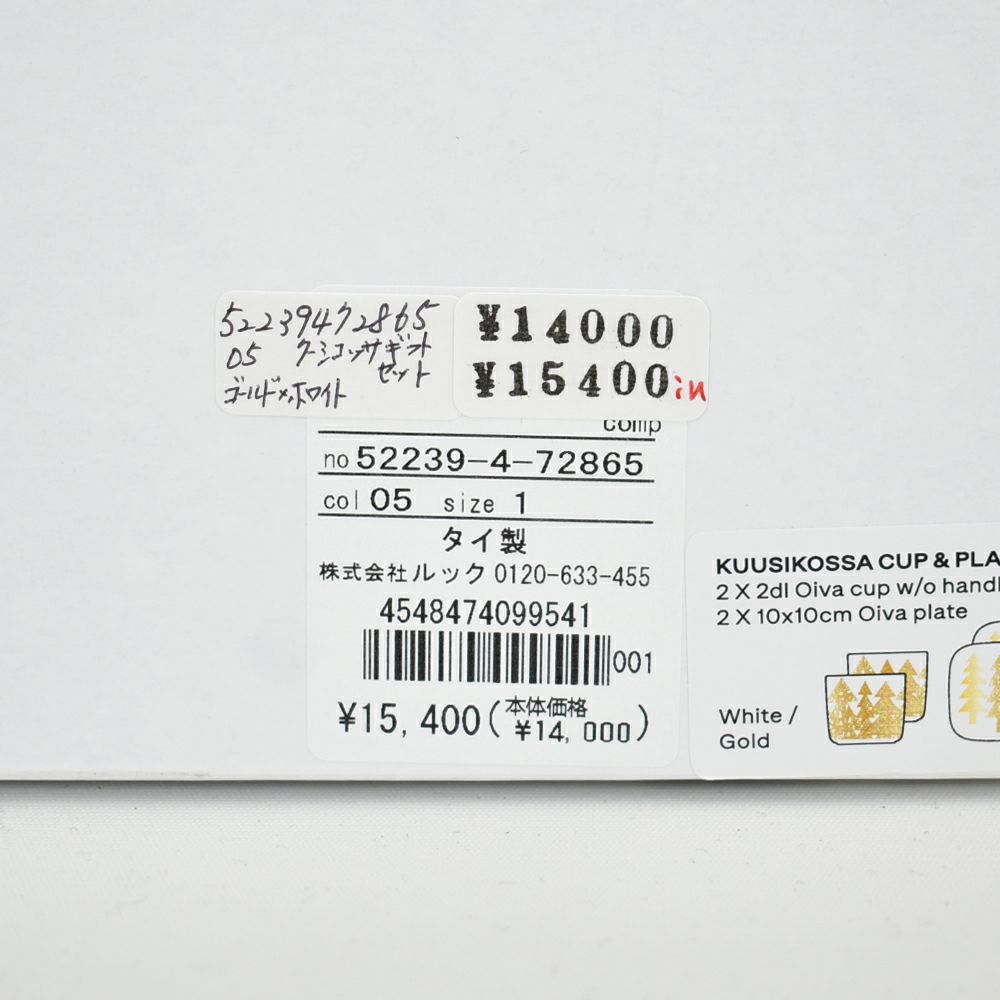 52239472865
05 クーシコッサギフト
セット
ゴールド×ホワイト
¥14000
¥15400in
comp
no 52239-4-72865
col 05 size 1
タイ製
株式会社ルック 0120-633-455
4548474099541
001
¥15,400(本体価格 ¥14,000)
KUUSIKOSSA CUP & PLA
2 X 2dl Oiva cup w/o handl
2 X 10x10cm Oiva plate
White /
Gold